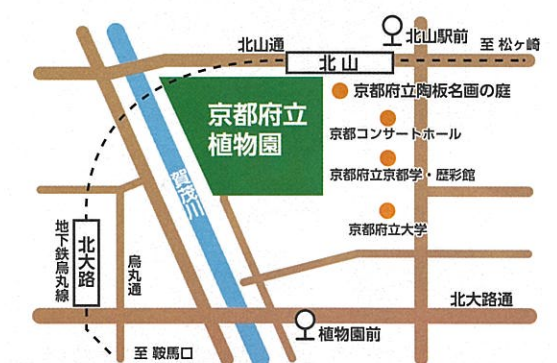 北山駅前
北山通
北山
至 松ヶ崎
京都府立陶板名画の庭
京都府立
植物園
京都コンサートホール
京都府立京都学・歴彩館
賀茂川
京都府立大学
北大路
地下鉄烏丸線
烏丸通
北大路通
植物園前
至 鞍馬口